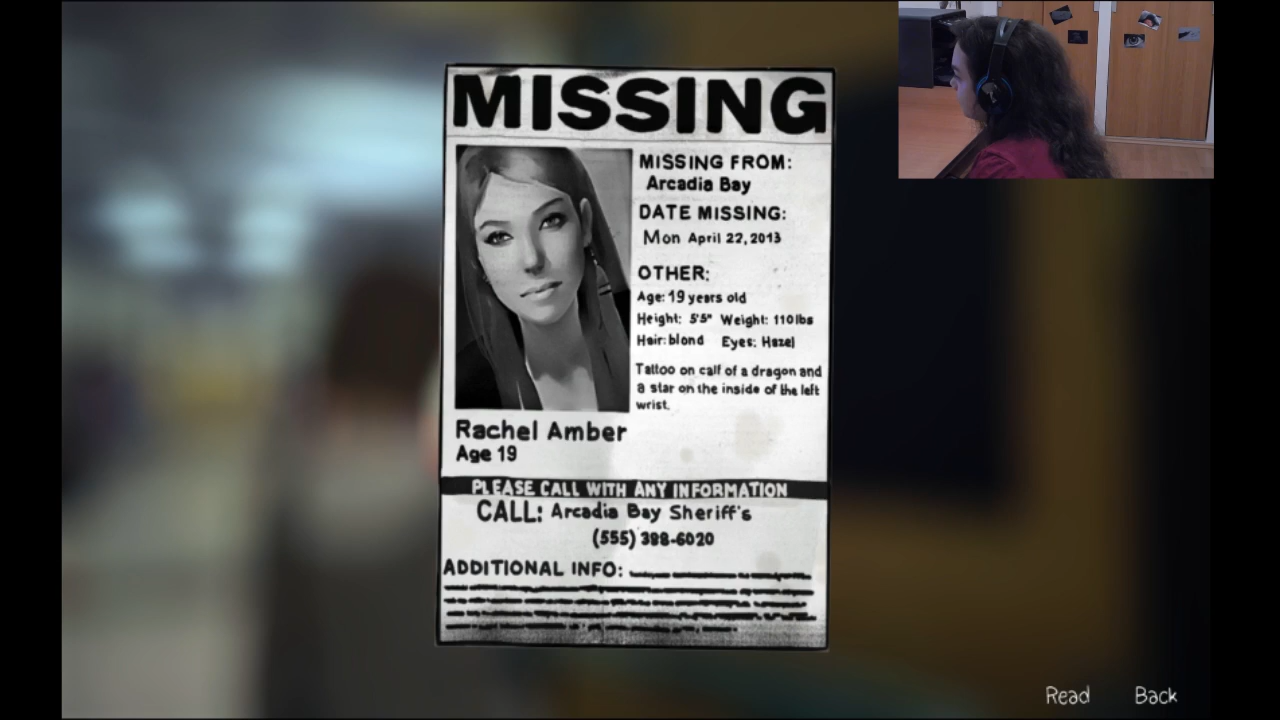 MISSING
MISSING FROM:
Arcadia Bay
DATE MISSING:
Mon April 22, 2013
OTHER:
Age: 19 years old
Height: 5'5" Weight: 110 lbs
Hair: blond Eyes: Hazel
Tattoo on calf of a dragon and
a star on the inside of the left
wrist.
Rachel Amber
Age 19
PLEASE CALL WITH ANY INFORMATION
CALL: Arcadia Bay Sheriff's
(555) 398-6020
ADDITIONAL INFO:
Read Back